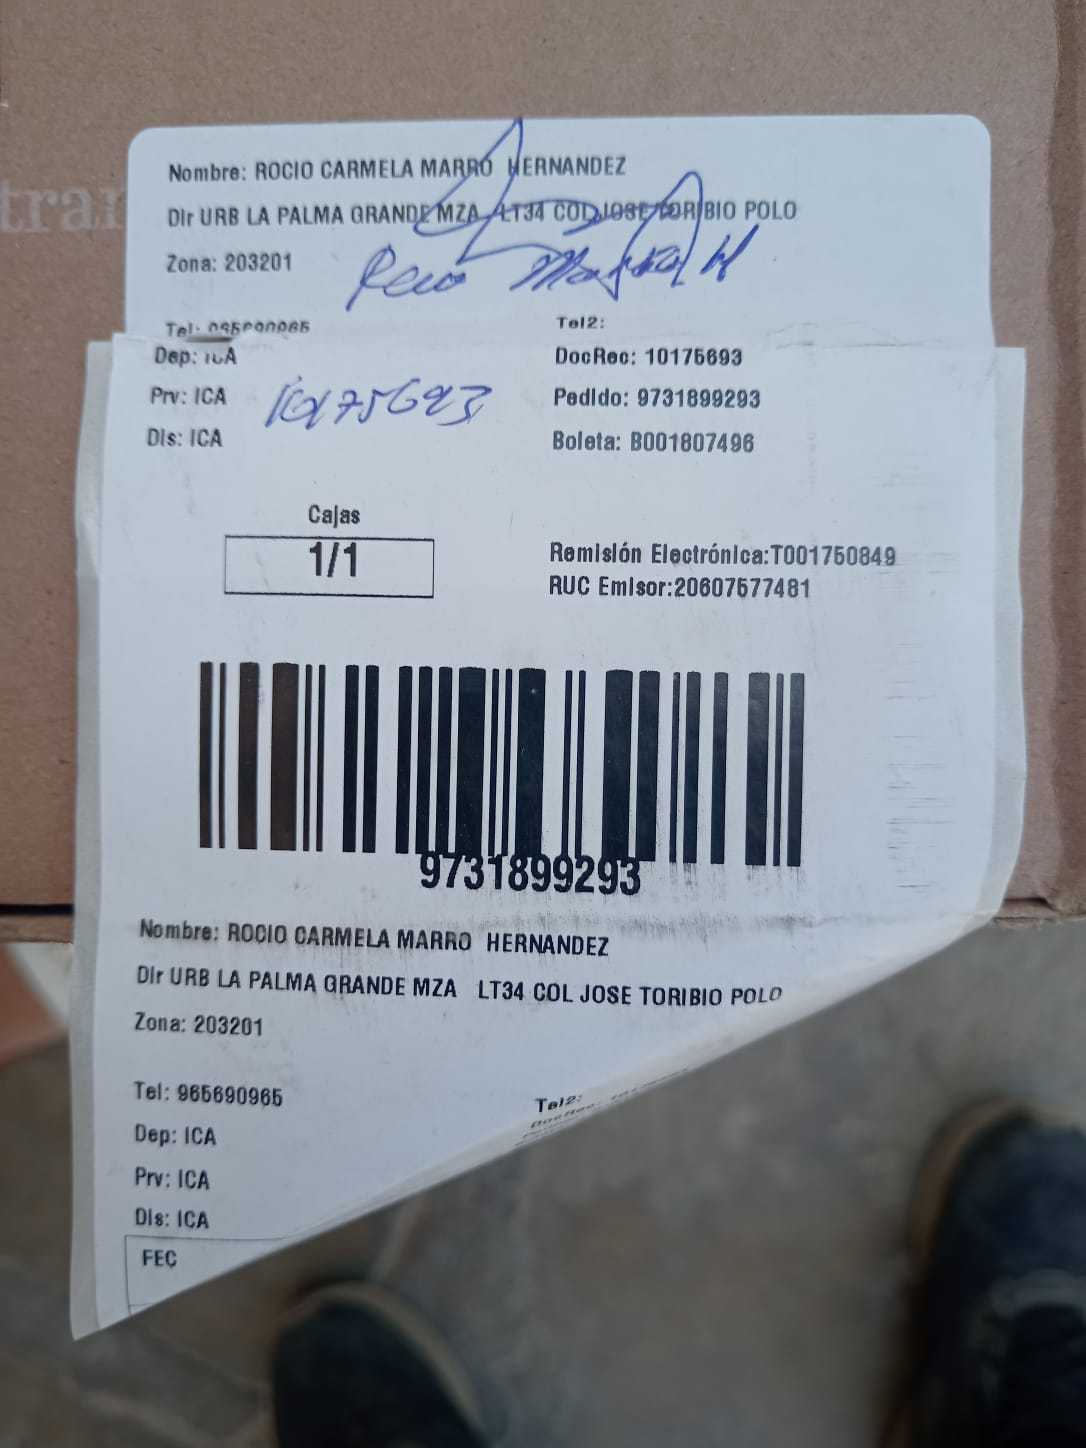 tran
Nombre: ROCIO CARMELA MARRO HERNANDEZ
Dir URB LA PALMA GRANDE MZA LT34 COL JOSE TORIBIO POLO
Zona: 203201
Tel: 965690965
Tel2:
Dep: ICA
DocRec: 10175693
Prv: ICA
10175693
Pedido: 9731899293
Dis: ICA
Boleta: B001807496
Cajas
1/1
Remisión Electrónica:T001750849
RUC Emisor:20607577481
9731899293
Nombre: ROCIO CARMELA MARRO HERNANDEZ
Dir URB LA PALMA GRANDE MZA LT34 COL JOSE TORIBIO POLO
Zona: 203201
Tel: 965690965
Tel2:
Dep: ICA
Prv: ICA
Dis: ICA
FEC